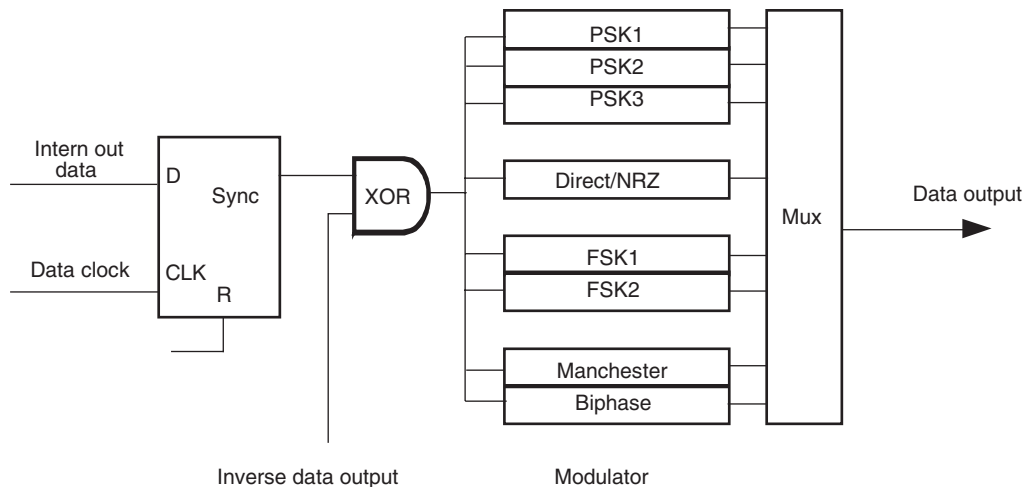 Intern out
data
D
Sync
Data clock
CLK
R
XOR
Inverse data output
PSK1
PSK2
PSK3
Direct/NRZ
FSK1
FSK2
Manchester
Biphase
Modulator
Mux
Data output